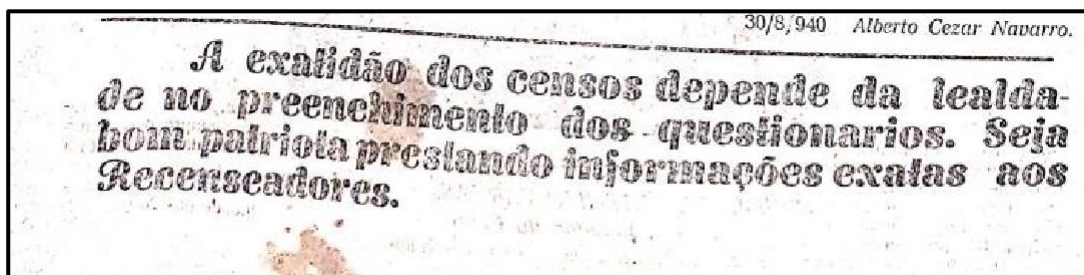 30/8/940 Alberto Cezar Navarro.
A exatidão dos censos depende da lealda-
de no preenchimento dos questionarios. Seja
bom patriota prestando informações exatas aos
Recenseadores.